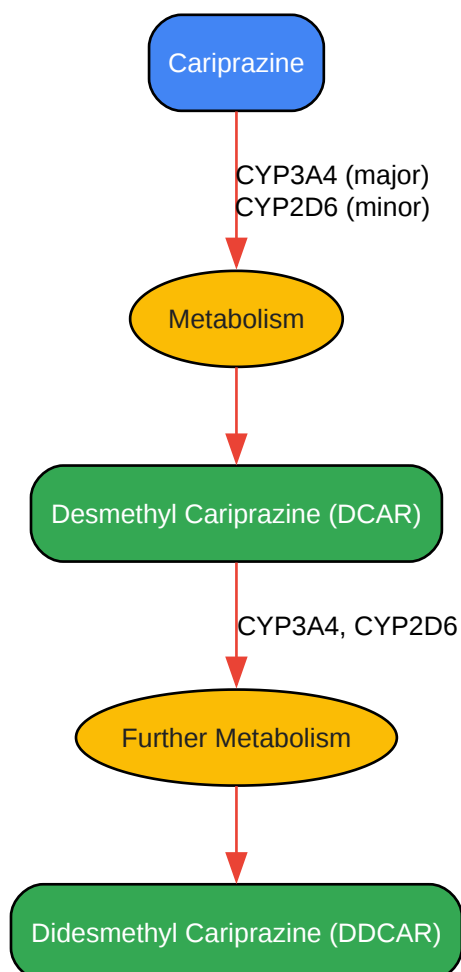 Cariprazine
CYP3A4 (major)
CYP2D6 (minor)
Metabolism
Desmethyl Cariprazine (DCAR)
CYP3A4, CYP2D6
Further Metabolism
Didesmethyl Cariprazine (DDCAR)